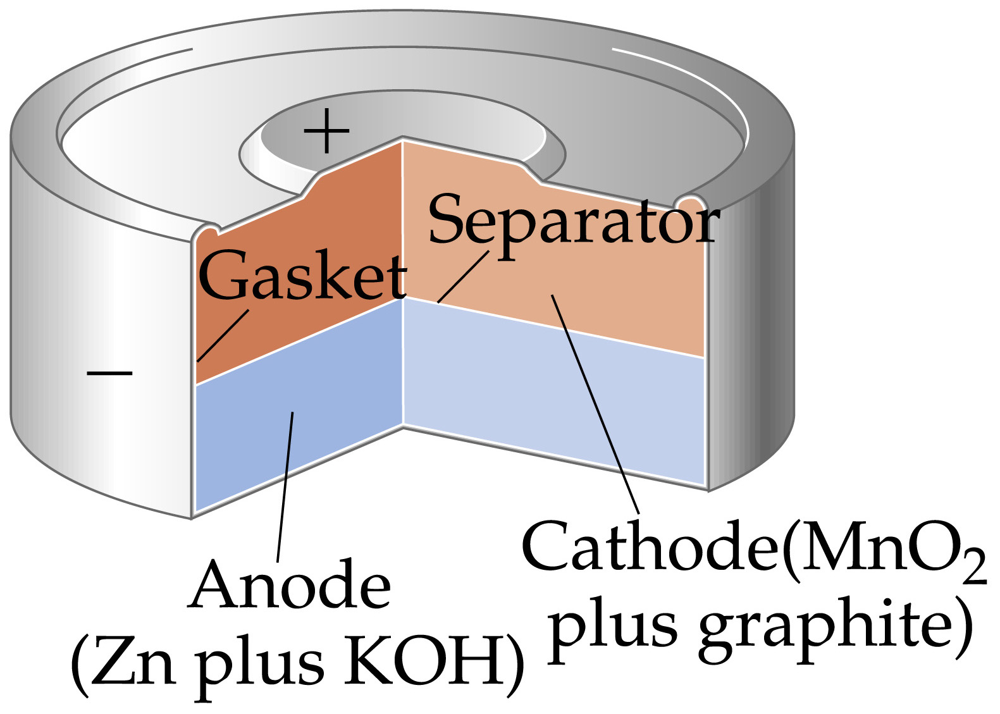 +
Separator
Gasket
−
Cathode(MnO₂
plus graphite)
Anode
(Zn plus KOH)